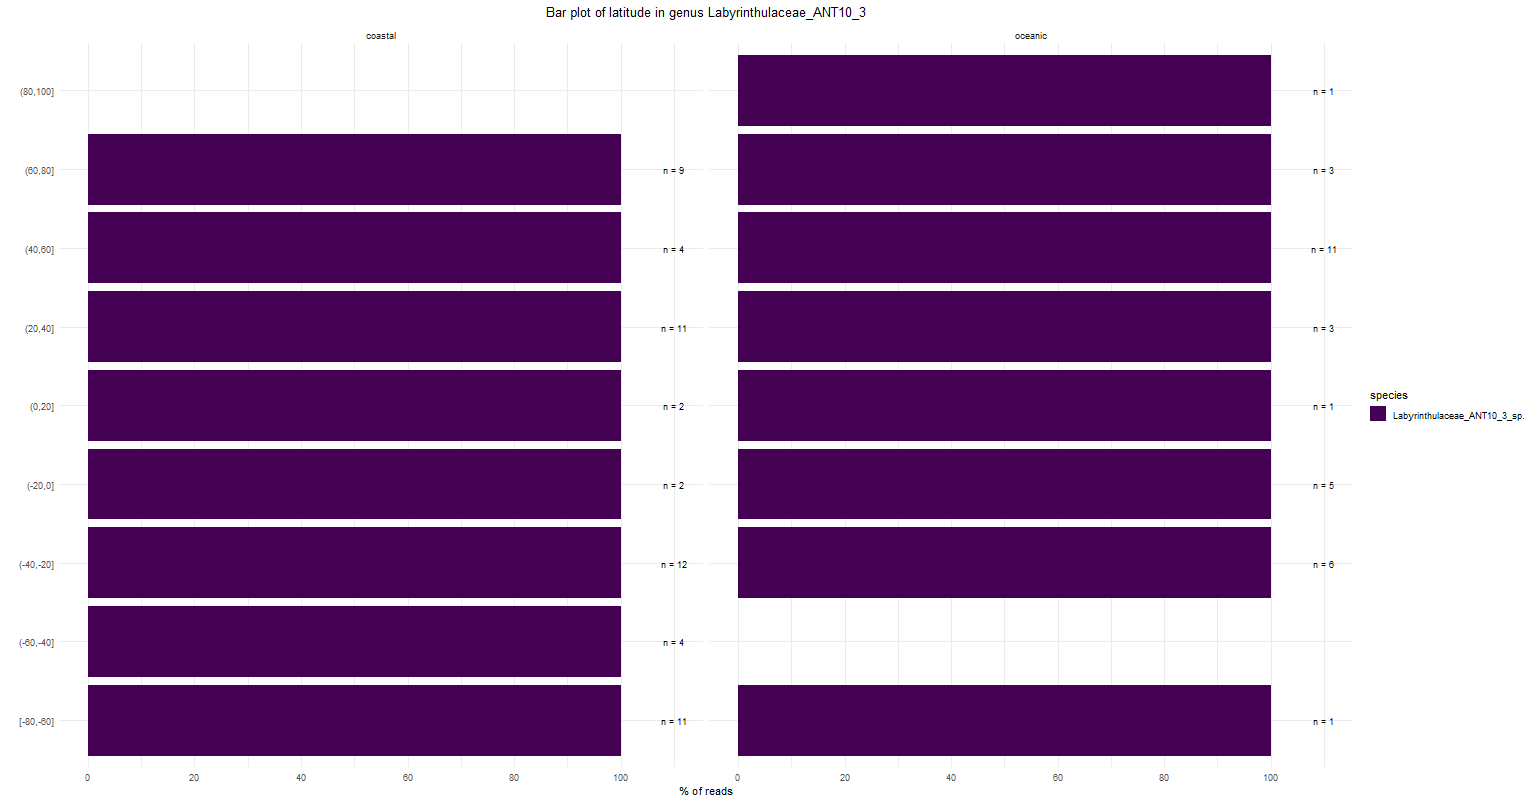 Bar plot of latitude in genus Labyrinthulaceae_ANT10_3
coastal
oceanic
(80,100]
n = 1
(60,80]
n = 9
n = 3
(40,60]
n = 4
n = 11
(20,40]
n = 11
n = 3
(0,20]
n = 2
n = 1
species
Labyrinthulaceae_ANT10_3_sp.
(-20,0]
n = 2
n = 5
(-40,-20]
n = 12
n = 6
(-60,-40]
n = 4
[-80,-60]
n = 11
n = 1
0 20 40 60 80 100
0 20 40 60 80 100
% of reads